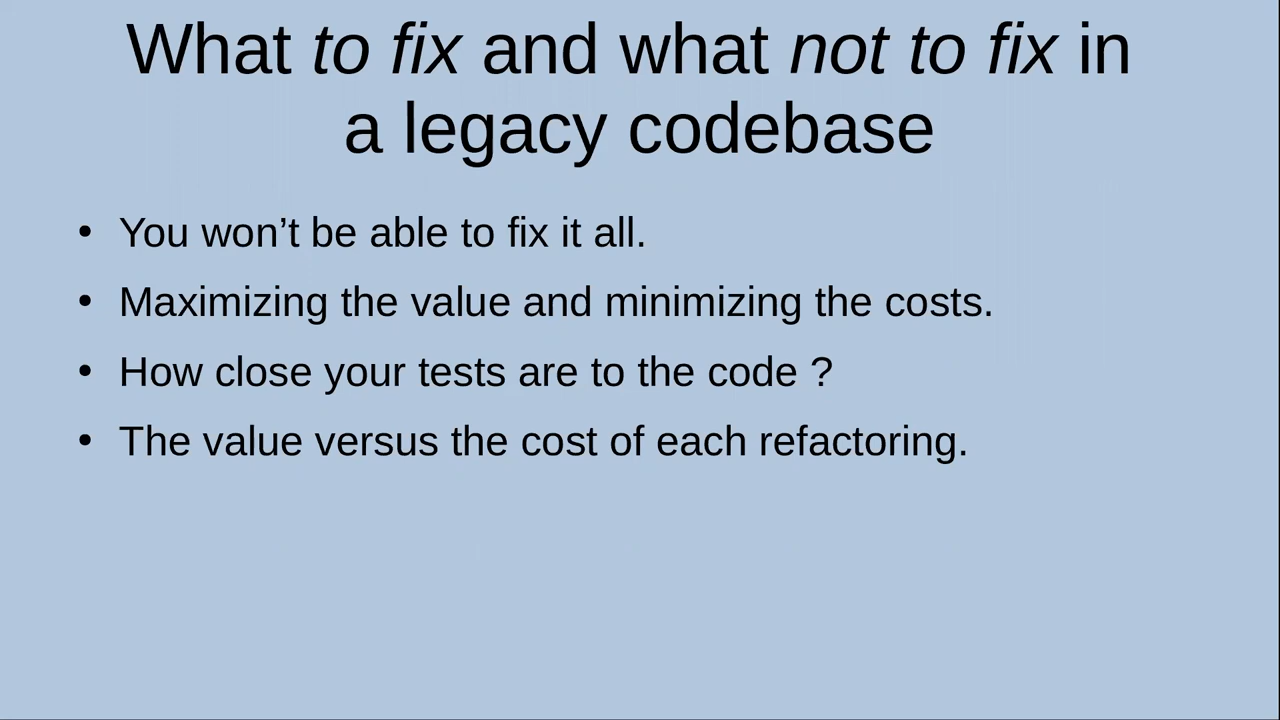 What to fix and what not to fix in
a legacy codebase
• You won’t be able to fix it all.
• Maximizing the value and minimizing the costs.
• How close your tests are to the code ?
• The value versus the cost of each refactoring.